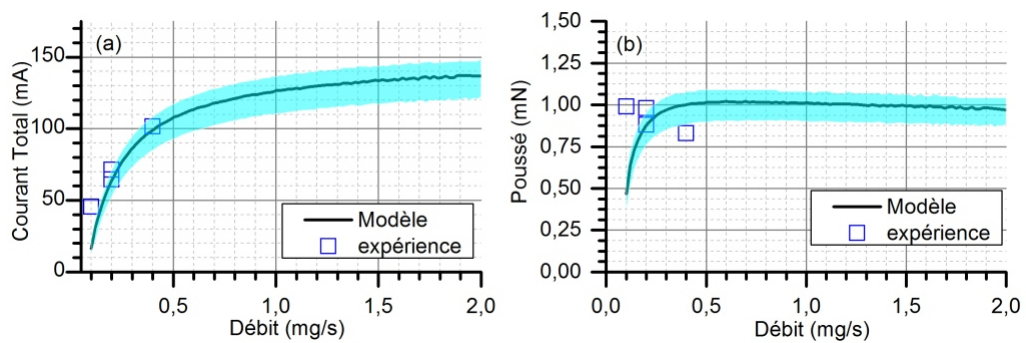 (a)
Courant Total (mA)
150
100
50
0
0,5
1,0
1,5
2,0
Débit (mg/s)
Modèle
expérience
(b)
Poussé (mN)
1,50
1,25
1,00
0,75
0,50
0,25
0,00
0,0
0,5
1,0
1,5
2,0
Débit (mg/s)
Modèle
expérience